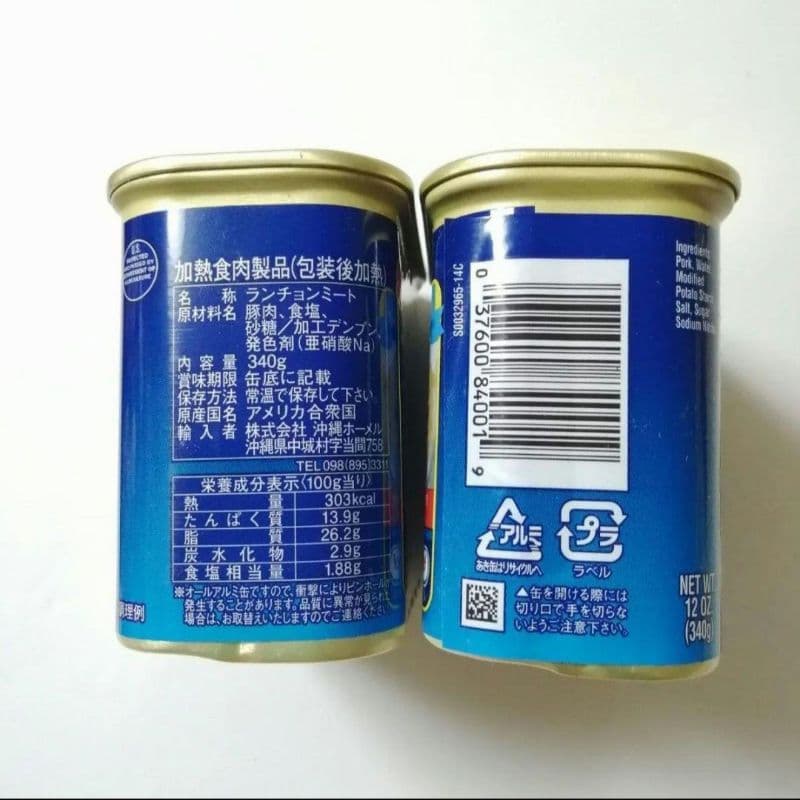 加熱食肉製品(包装後加熱)
名称 ランチョンミート
原材料名 豚肉、食塩、
砂糖/加工デンプン
発色剤(亜硝酸Na)
内容量 340g
賞味期限 缶底に記載
保存方法 常温で保存して下さい
原産国名 アメリカ合衆国
輸入者 株式会社 沖縄ホーメル
沖縄県中城村字当間758
TEL 098(895)3311
栄養成分表示(100g当り)
熱量 303kcal
たんぱく質 13.9g
脂質 26.2g
炭水化物 2.9g
食塩相当量 1.88g
※オールアルミ缶ですので、衝撃によりピンホールが
発生することがあります。品質に異常が見られ
場合は、お取替えいたしますのでご連絡ください
調理例
S0032965-14C
0 37600 84001 9
Ingredients
Pork, Water
Modified
Potato Starch
Salt, Sugar
Sodium
アルミ
あき缶はリサイクルへ
プラ
ラベル
▲缶を開ける際には
切り口で手を切らな
いようご注意下さい。
NET WT
12 OZ
(340g)